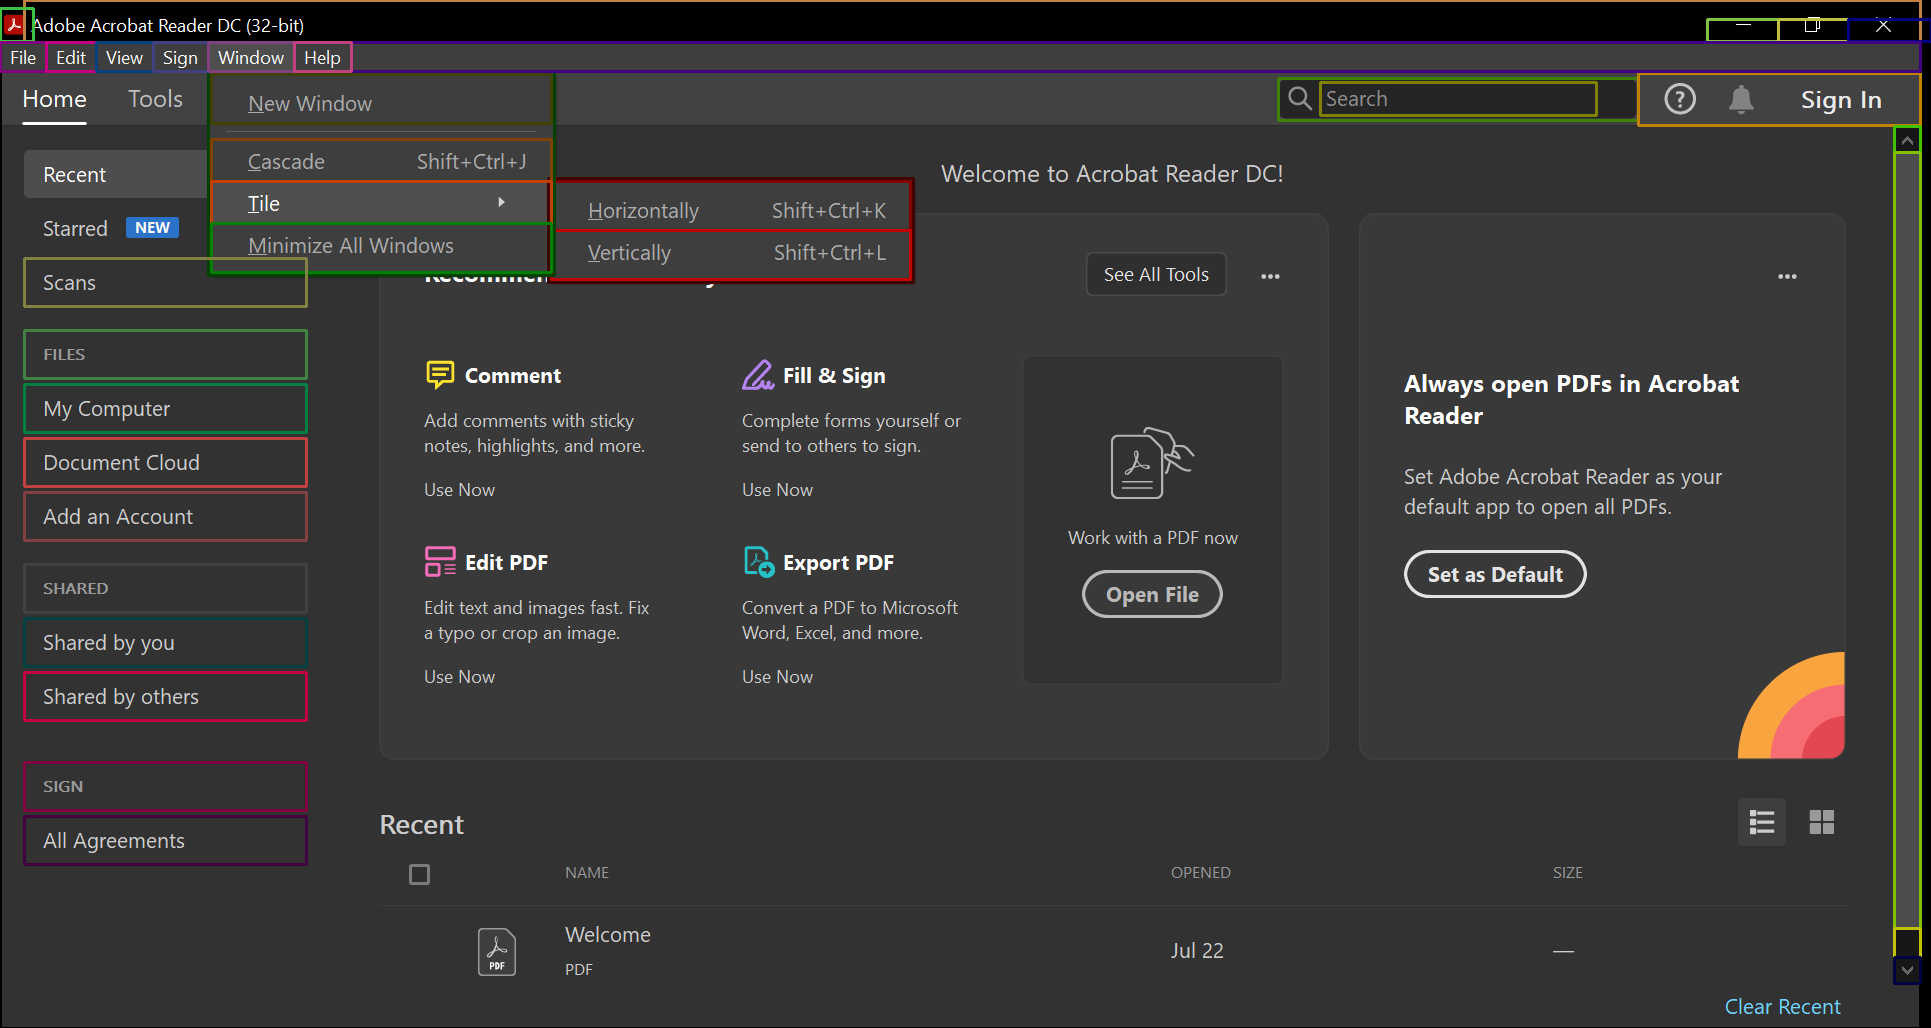 Adobe Acrobat Reader DC (32-bit)
File Edit View Sign Window Help
Home Tools
Search
Sign In
New Window
Cascade Shift+Ctrl+J
Tile
Minimize All Windows
Horizontally Shift+Ctrl+K
Vertically Shift+Ctrl+L
Recent
Starred NEW
Scans
FILES
My Computer
Document Cloud
Add an Account
SHARED
Shared by you
Shared by others
SIGN
All Agreements
Welcome to Acrobat Reader DC!
See All Tools
Comment
Add comments with sticky
notes, highlights, and more.
Use Now
Fill & Sign
Complete forms yourself or
send to others to sign.
Use Now
Edit PDF
Edit text and images fast. Fix
a typo or crop an image.
Use Now
Export PDF
Convert a PDF to Microsoft
Word, Excel, and more.
Use Now
Work with a PDF now
Open File
Always open PDFs in Acrobat
Reader
Set Adobe Acrobat Reader as your
default app to open all PDFs.
Set as Default
Recent
NAME OPENED SIZE
PDF
Welcome
PDF
Jul 22 —
Clear Recent